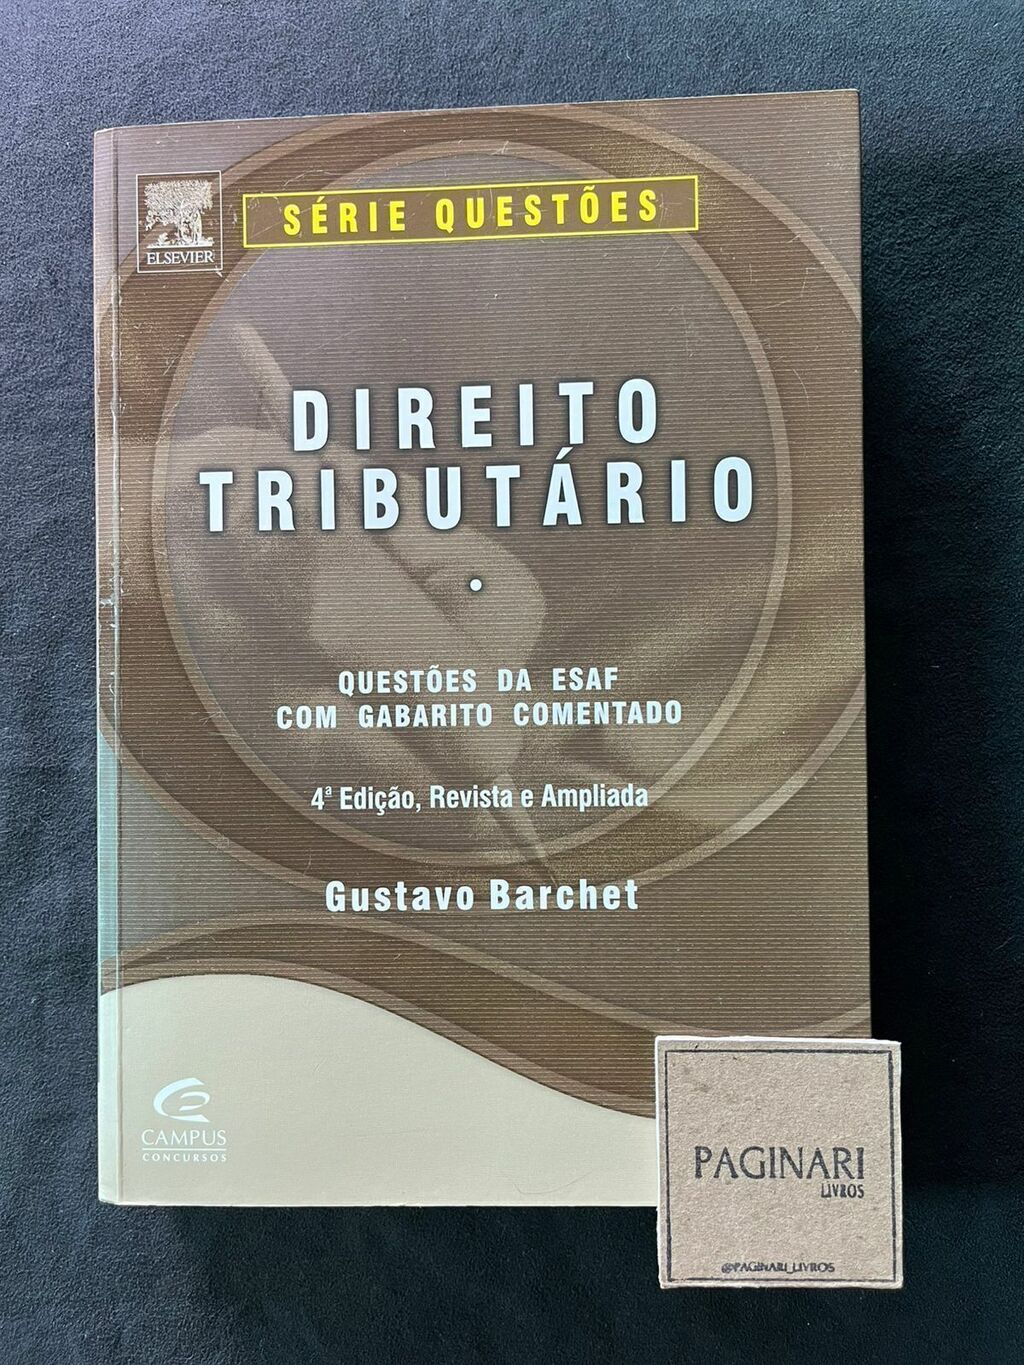 ELSEVIER
SÉRIE QUESTÕES
DIREITO
TRIBUTÁRIO
QUESTÕES DA ESAF
COM GABARITO COMENTADO
4ª Edição, Revista e Ampliada
Gustavo Barchet
CAMPUS
CONCURSOS
PAGINARI
LIVROS
@PAGINARI_LIVROS